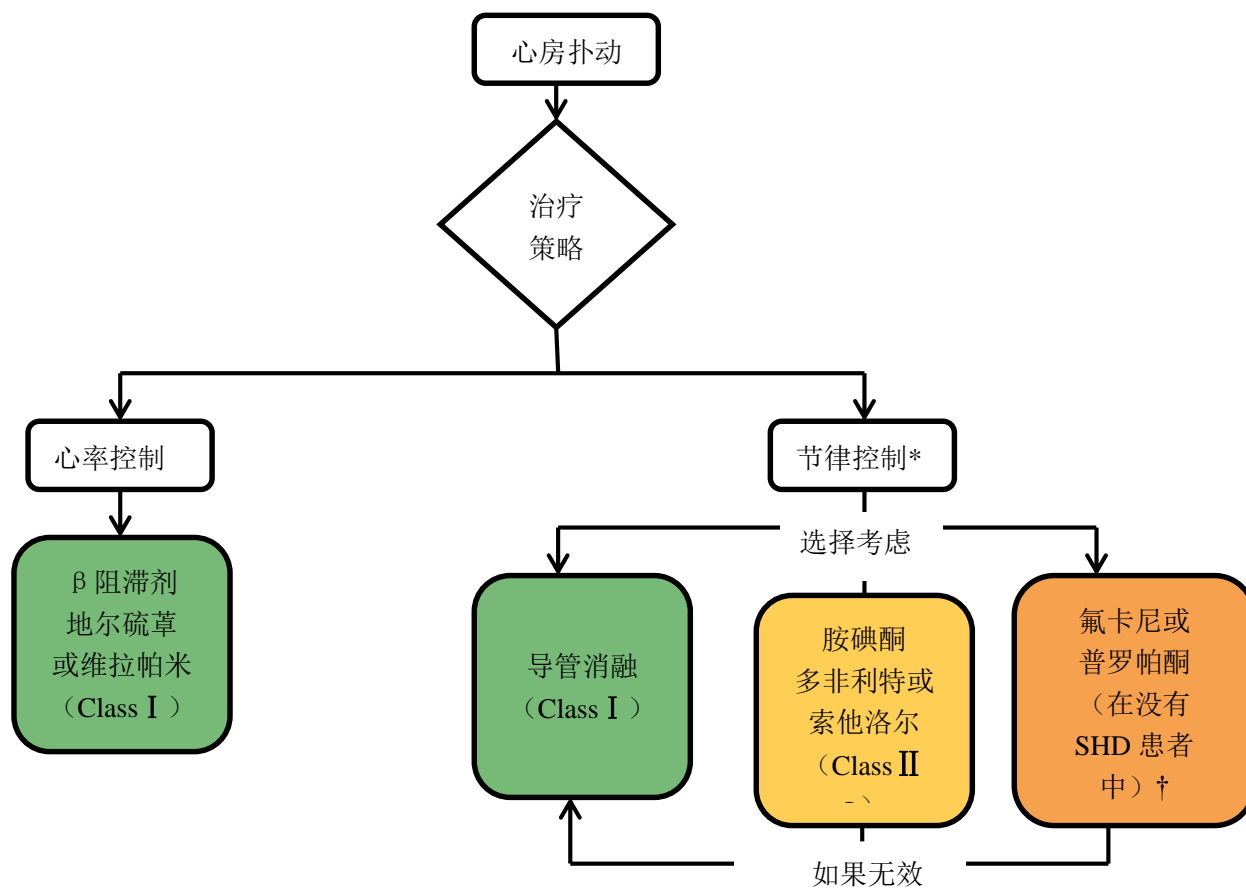 心房扑动
治疗
策略
心率控制
节律控制*
选择考虑
β阻滞剂
地尔硫䓬
或维拉帕米
（ClassⅠ）
导管消融
（ClassⅠ）
胺碘酮
多非利特或
索他洛尔
（ClassⅡ
氟卡尼或
普罗帕酮
（在没有
SHD 患者
中）†
如果无效